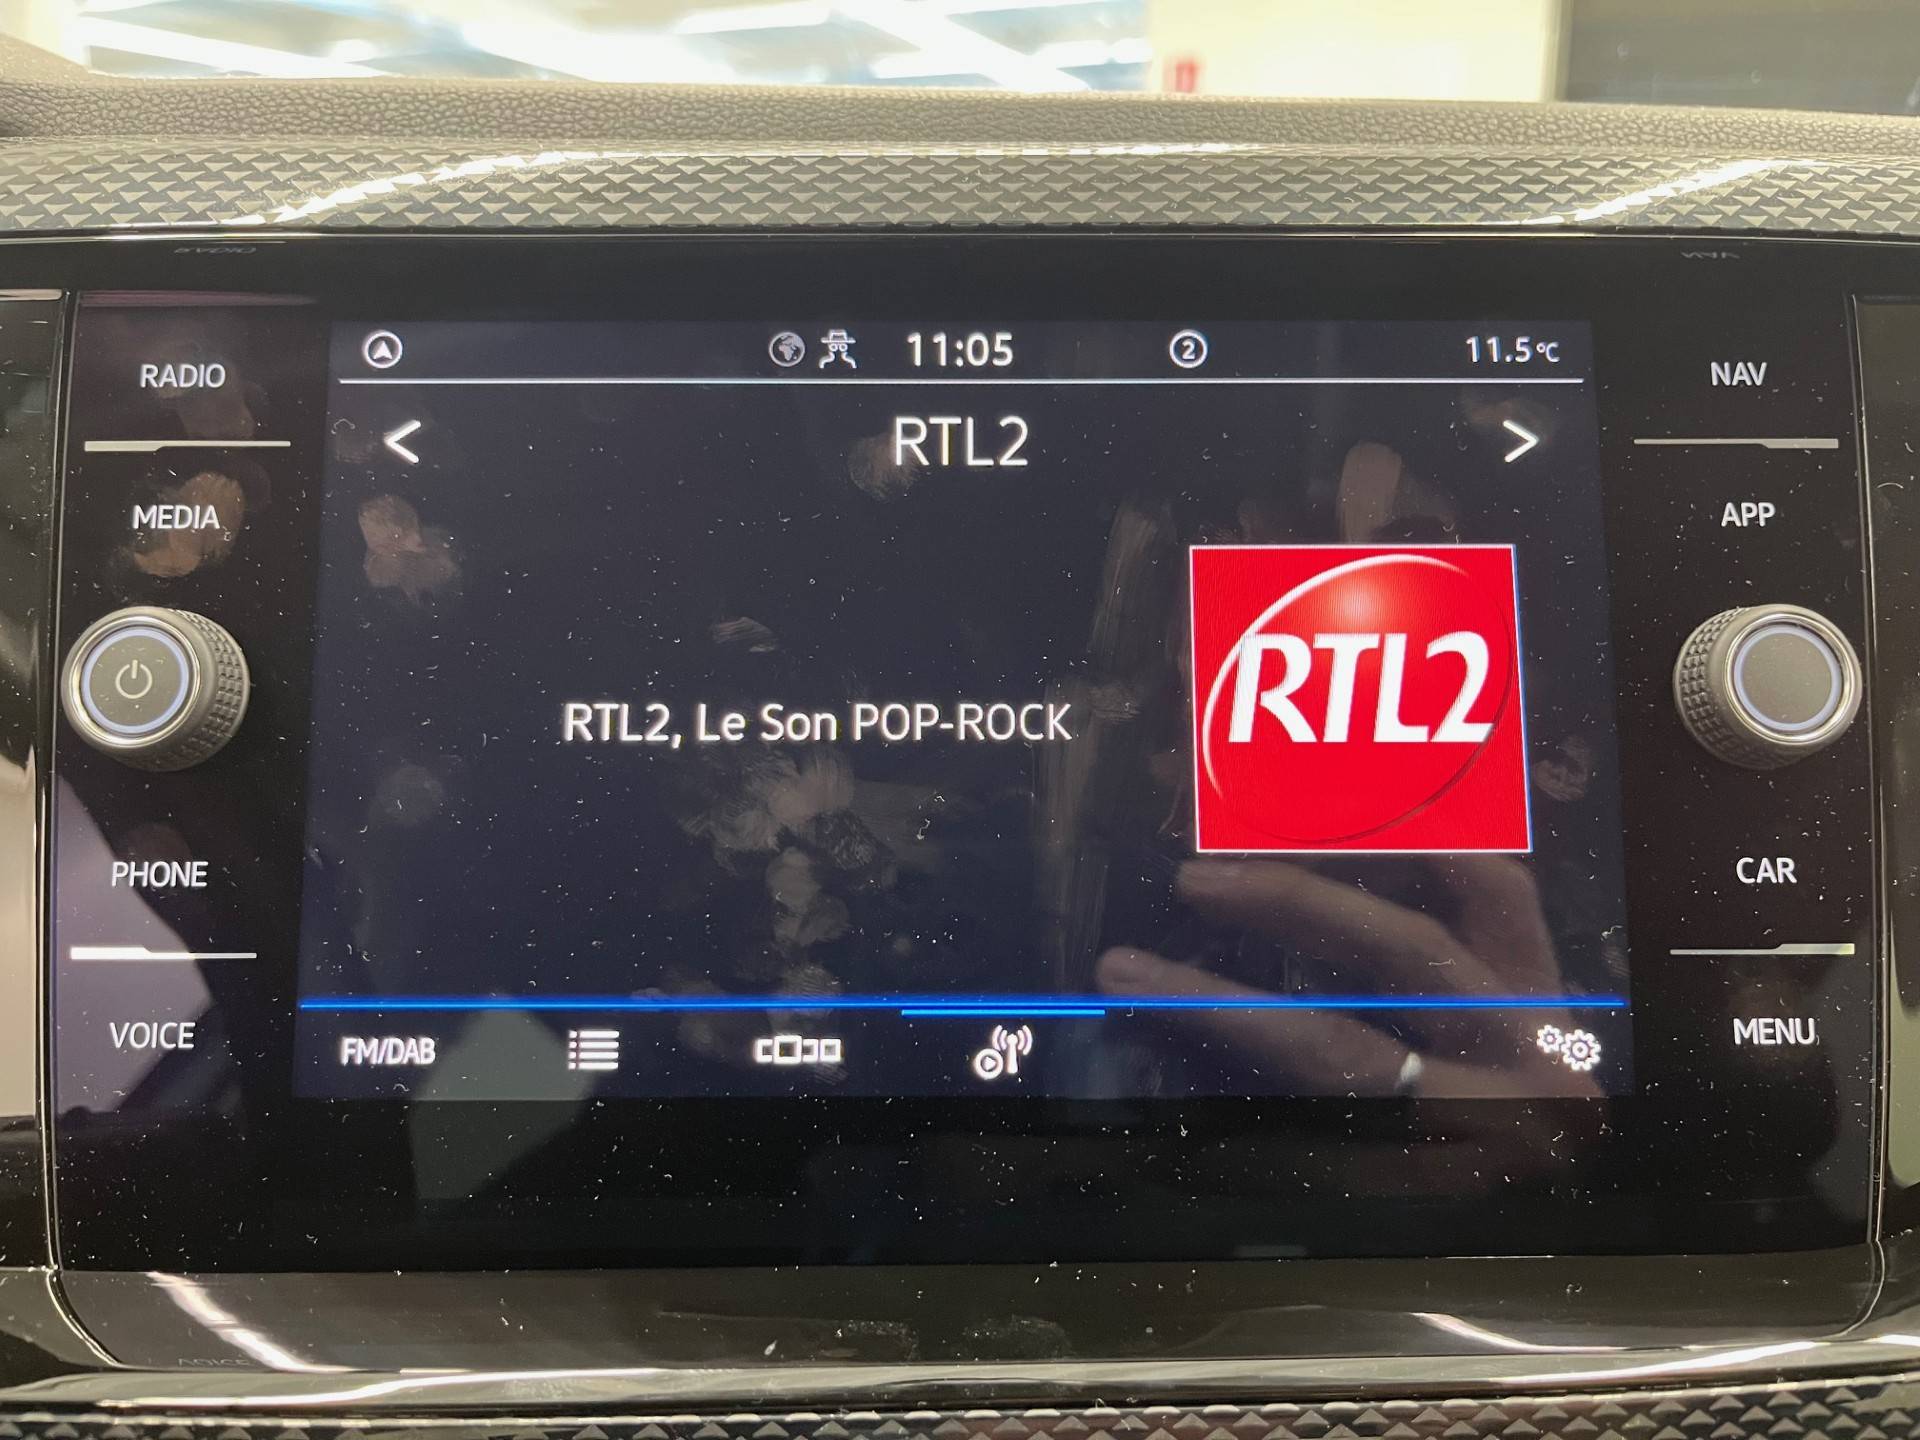 RADIO
MEDIA
PHONE
VOICE
11:05
2
11.5°C
<
RTL2
>
RTL2, Le Son POP-ROCK
RTL2
FM/DAB
NAV
APP
CAR
MENU